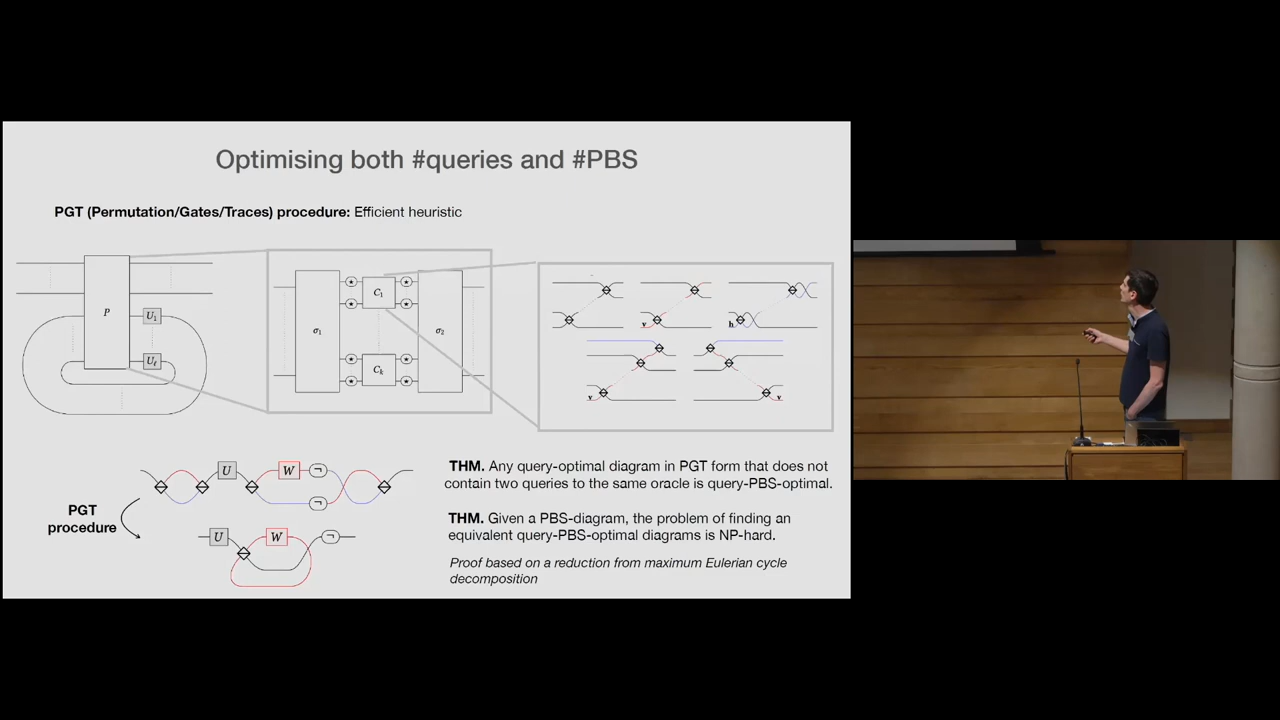 Optimising both #queries and #PBS
PGT (Permutation/Gates/Traces) procedure: Efficient heuristic
P
U₁
Uℓ
σ₁
C₁
σ₂
Cₖ
v
h
v
v
U
W
¬
¬
PGT
procedure
U
W
¬
THM. Any query-optimal diagram in PGT form that does not
contain two queries to the same oracle is query-PBS-optimal.
THM. Given a PBS-diagram, the problem of finding an
equivalent query-PBS-optimal diagrams is NP-hard.
Proof based on a reduction from maximum Eulerian cycle
decomposition